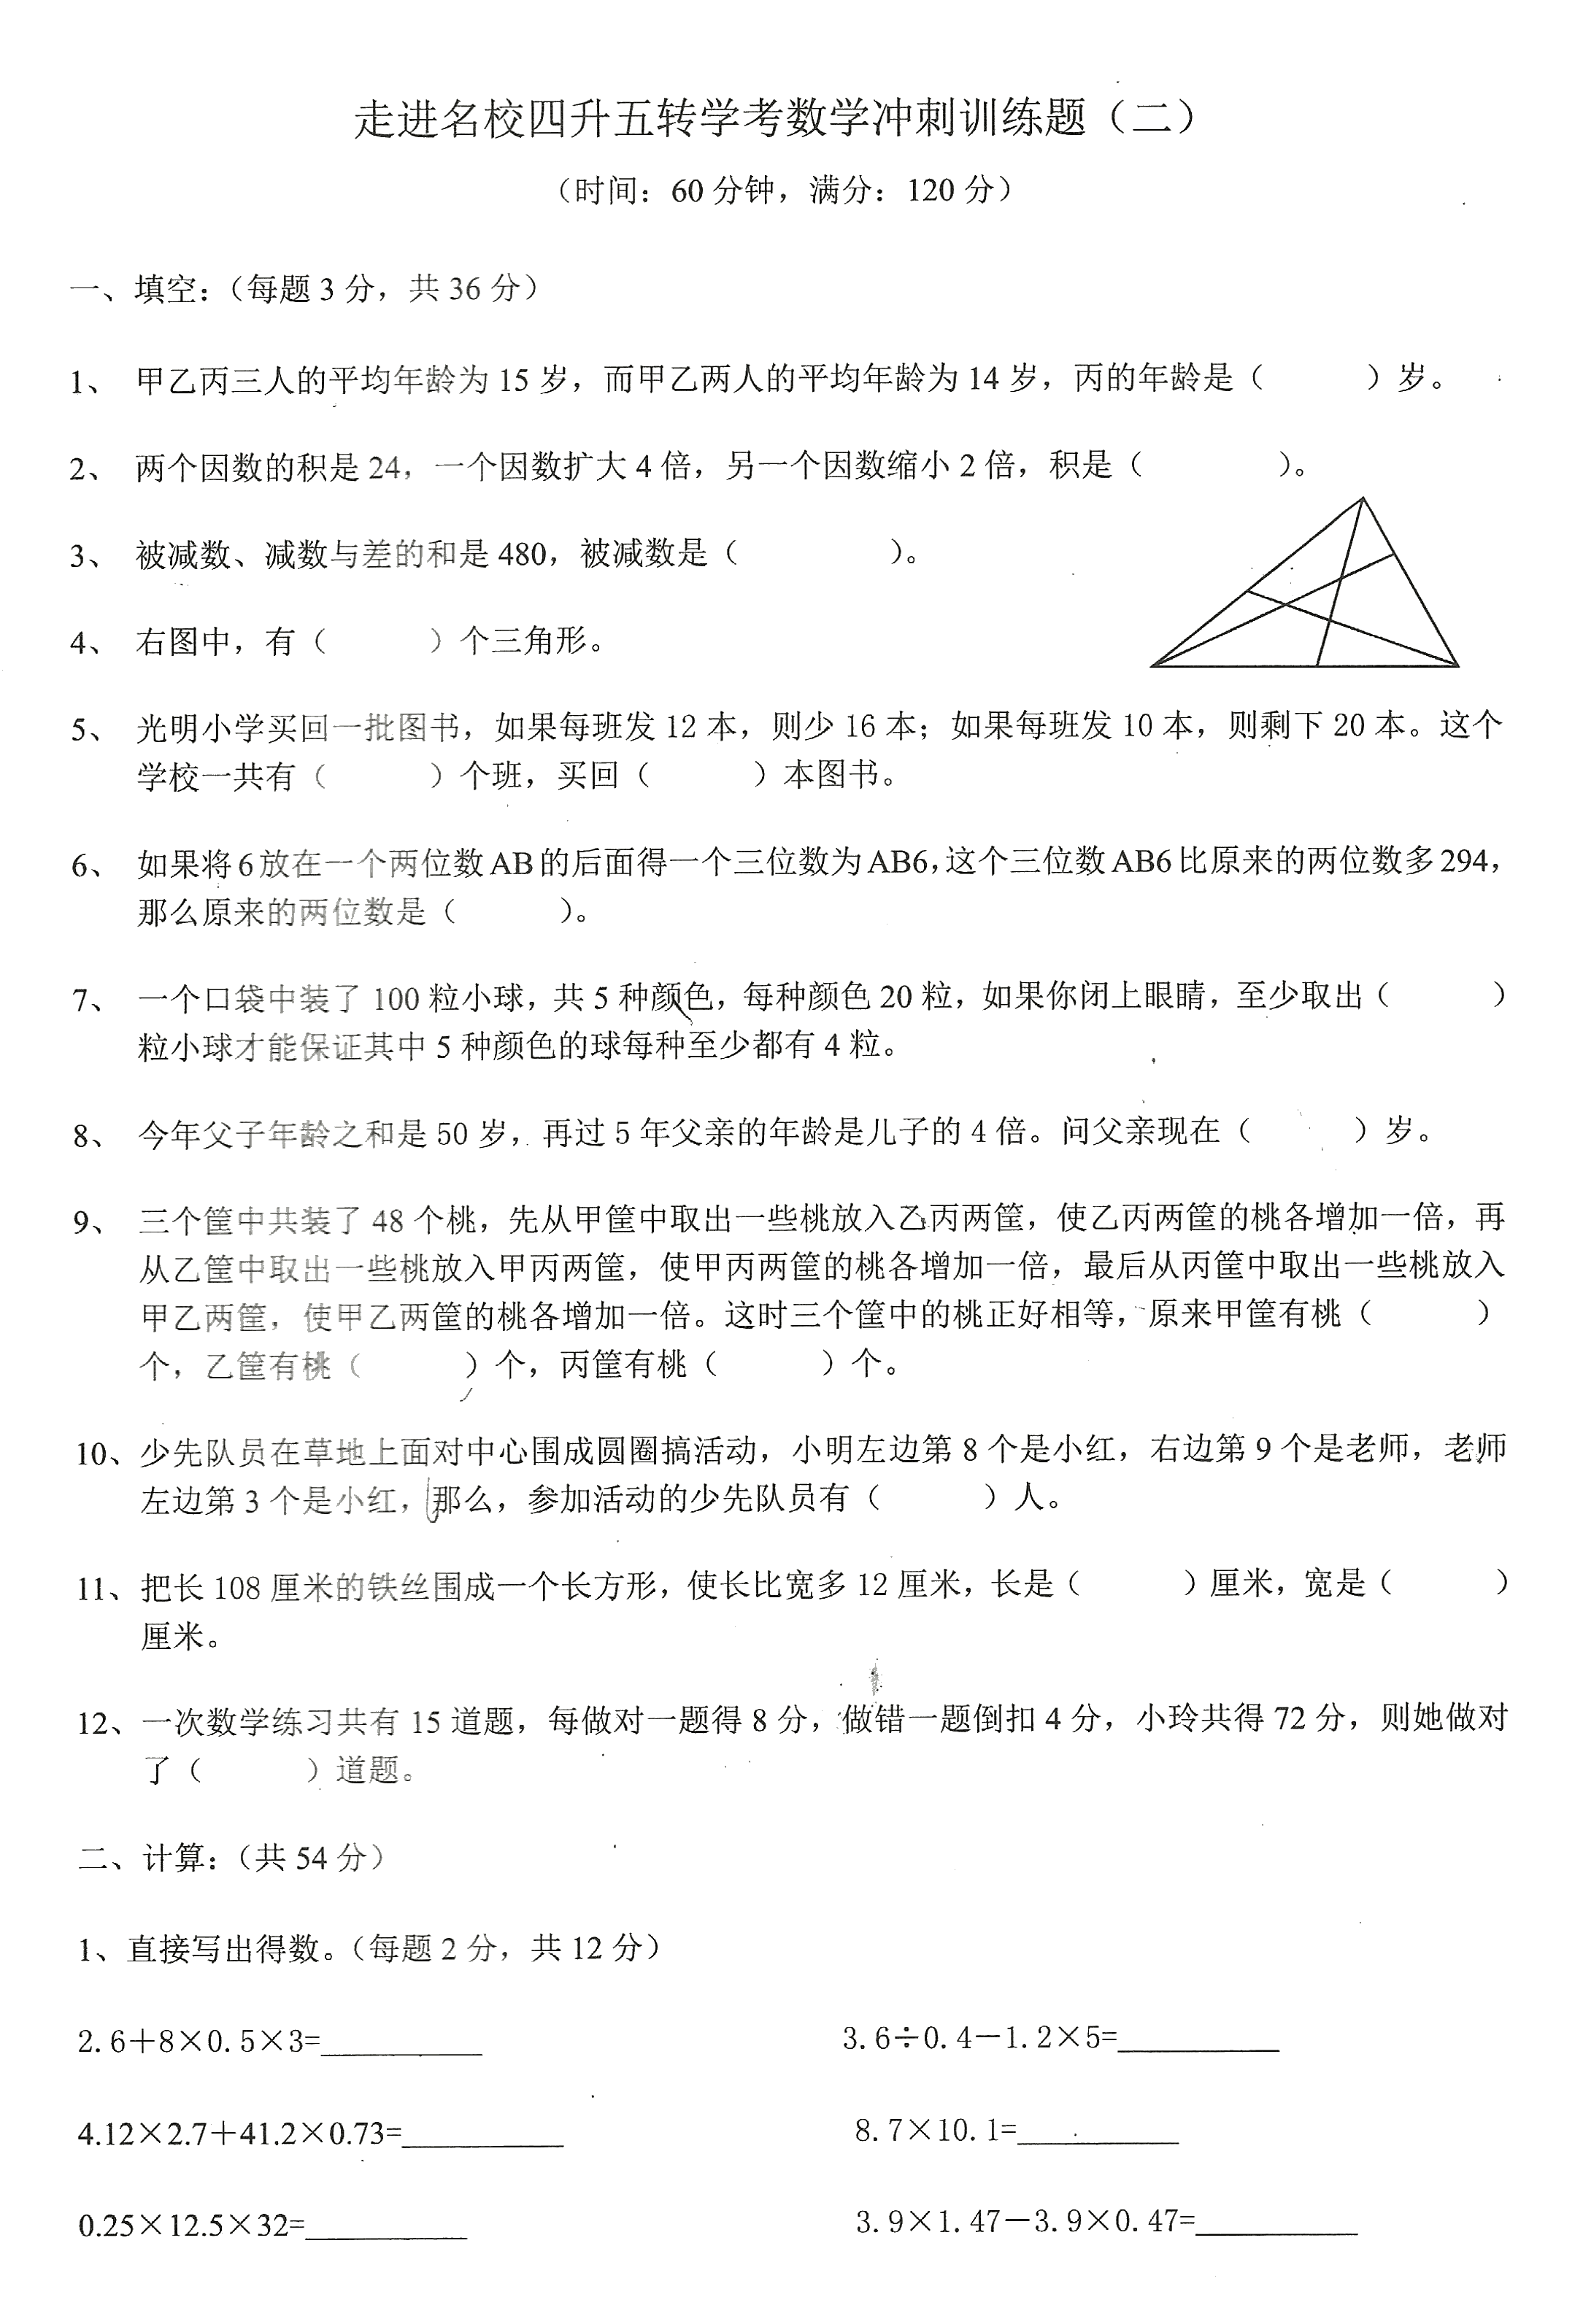 走进名校四升五转学考数学冲刺训练题（二）
（时间：60 分钟，满分：120 分）
一、填空：（每题 3 分，共 36 分）
1、 甲乙丙三人的平均年龄为 15 岁，而甲乙两人的平均年龄为 14 岁，丙的年龄是（ ）岁。
2、 两个因数的积是 24，一个因数扩大 4 倍，另一个因数缩小 2 倍，积是（ ）。
3、 被减数、减数与差的和是 480，被减数是（ ）。
4、 右图中，有（ ）个三角形。
5、 光明小学买回一批图书，如果每班发 12 本，则少 16 本；如果每班发 10 本，则剩下 20 本。这个
学校一共有（ ）个班，买回（ ）本图书。
6、 如果将 6 放在一个两位数 AB 的后面得一个三位数为 AB6，这个三位数 AB6 比原来的两位数多 294，
那么原来的两位数是（ ）。
7、 一个口袋中装了 100 粒小球，共 5 种颜色，每种颜色 20 粒，如果你闭上眼睛，至少取出（ ）
粒小球才能保证其中 5 种颜色的球每种至少都有 4 粒。
8、 今年父子年龄之和是 50 岁，再过 5 年父亲的年龄是儿子的 4 倍。问父亲现在（ ）岁。
9、 三个筐中共装了 48 个桃，先从甲筐中取出一些桃放入乙丙两筐，使乙丙两筐的桃各增加一倍，再
从乙筐中取出一些桃放入甲丙两筐，使甲丙两筐的桃各增加一倍，最后从丙筐中取出一些桃放入
甲乙两筐，使甲乙两筐的桃各增加一倍。这时三个筐中的桃正好相等，原来甲筐有桃（ ）
个，乙筐有桃（ ）个，丙筐有桃（ ）个。
10、少先队员在草地上面对中心围成圆圈搞活动，小明左边第 8 个是小红，右边第 9 个是老师，老师
左边第 3 个是小红，那么，参加活动的少先队员有（ ）人。
11、把长 108 厘米的铁丝围成一个长方形，使长比宽多 12 厘米，长是（ ）厘米，宽是（ ）
厘米。
12、一次数学练习共有 15 道题，每做对一题得 8 分，做错一题倒扣 4 分，小玲共得 72 分，则她做对
了（ ）道题。
二、计算：（共 54 分）
1、直接写出得数。（每题 2 分，共 12 分）
2.6＋8×0.5×3=__________ 3.6÷0.4－1.2×5=__________
4.12×2.7＋41.2×0.73=__________ 8.7×10.1=__________
0.25×12.5×32=__________ 3.9×1.47－3.9×0.47=__________